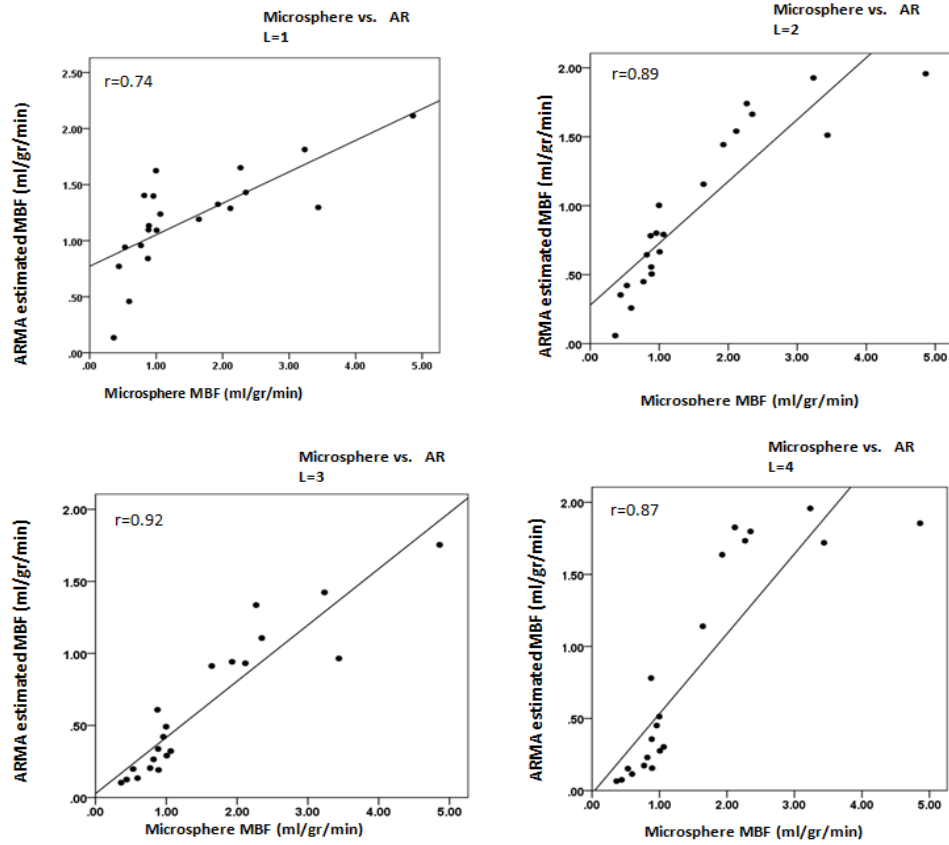 Microsphere vs. AR
L=1
r=0.74
ARMA estimated MBF (ml/gr/min)
2.50
2.00
1.50
1.00
.50
.00
.00 1.00 2.00 3.00 4.00 5.00
Microsphere MBF (ml/gr/min)
Microsphere vs. AR
L=2
r=0.89
ARMA estimated MBF (ml/gr/min)
2.00
1.50
1.00
0.50
.00
.00 1.00 2.00 3.00 4.00 5.00
Microsphere MBF (ml/gr/min)
Microsphere vs. AR
L=3
r=0.92
ARMA estimated MBF (ml/gr/min)
2.00
1.50
1.00
.50
.00
.00 1.00 2.00 3.00 4.00 5.00
Microsphere MBF (ml/gr/min)
Microsphere vs. AR
L=4
r=0.87
ARMA estimated MBF (ml/gr/min)
2.00
1.50
1.00
.50
.00
.00 1.00 2.00 3.00 4.00 5.00
Microsphere MBF (ml/gr/min)